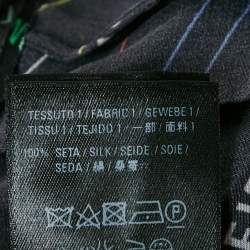 TESSUTO 1 / FABRIC 1 / GEWEBE 1 /
TISSU 1 / TEJIDO 1 / 一部 / 面料 1
100% SETA / SILK / SEIDE / SOIE /
SEDA / 絹 / 桑蚕丝